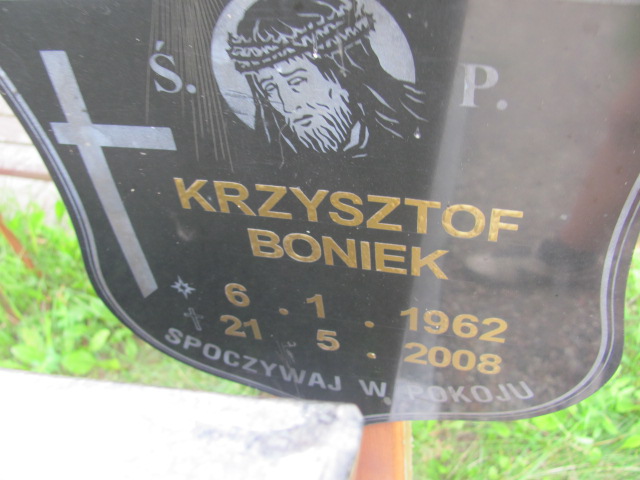 Ś. P.
KRZYSZTOF
BONIEK
6 . 1 . 1962
21 5 . 2008
SPOCZYWAJ W POKOJU